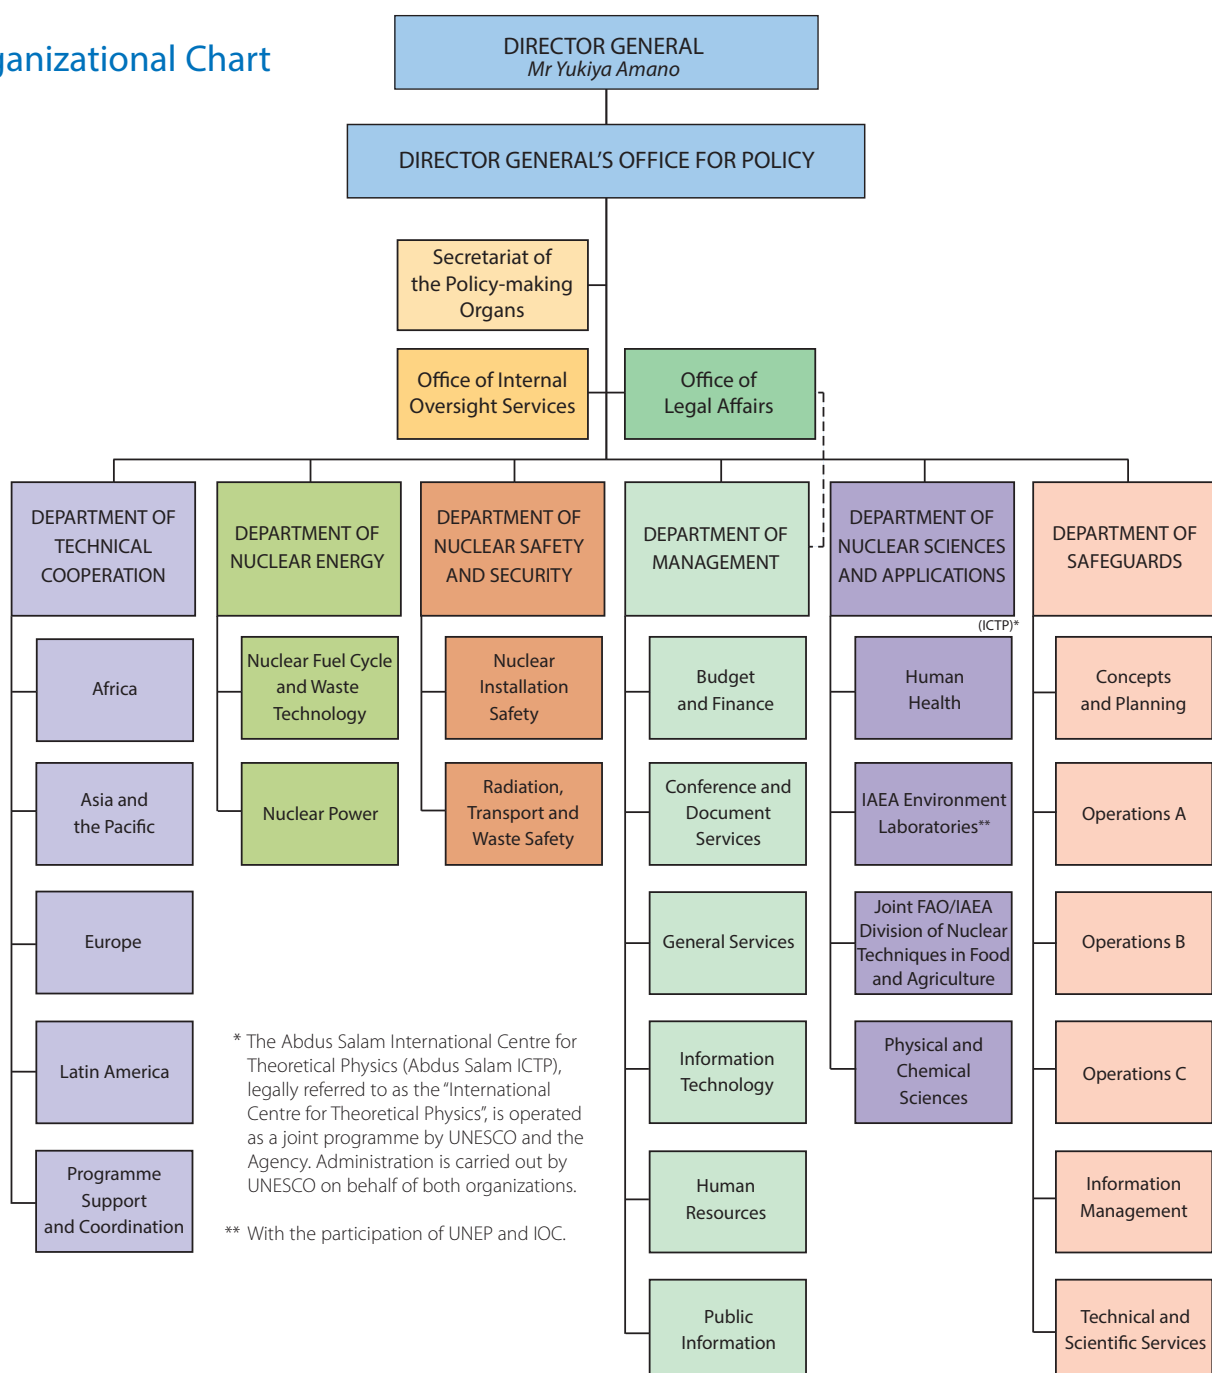 ganizational Chart
DIRECTOR GENERAL
Mr Yukiya Amano
DIRECTOR GENERAL'S OFFICE FOR POLICY
Secretariat of
the Policy-making
Organs
Office of Internal
Oversight Services
Office of
Legal Affairs
DEPARTMENT OF
TECHNICAL
COOPERATION
DEPARTMENT OF
NUCLEAR ENERGY
DEPARTMENT OF
NUCLEAR SAFETY
AND SECURITY
DEPARTMENT OF
MANAGEMENT
DEPARTMENT OF
NUCLEAR SCIENCES
AND APPLICATIONS
DEPARTMENT OF
SAFEGUARDS
(ICTP)*
Africa
Asia and
the Pacific
Europe
Latin America
Programme
Support
and Coordination
Nuclear Fuel Cycle
and Waste
Technology
Nuclear Power
Nuclear
Installation
Safety
Radiation,
Transport and
Waste Safety
Budget
and Finance
Conference and
Document
Services
General Services
Information
Technology
Human
Resources
Public
Information
Human
Health
IAEA Environment
Laboratories**
Joint FAO/IAEA
Division of Nuclear
Techniques in Food
and Agriculture
Physical and
Chemical
Sciences
Concepts
and Planning
Operations A
Operations B
Operations C
Information
Management
Technical and
Scientific Services
* The Abdus Salam International Centre for
Theoretical Physics (Abdus Salam ICTP),
legally referred to as the "International
Centre for Theoretical Physics", is operated
as a joint programme by UNESCO and the
Agency. Administration is carried out by
UNESCO on behalf of both organizations.
** With the participation of UNEP and IOC.